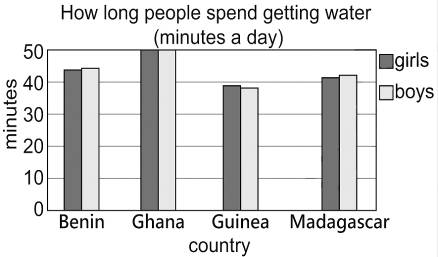 How long people spend getting water
(minutes a day)
50
40
30
20
10
0
minutes
girls
boys
Benin Ghana Guinea Madagascar
country